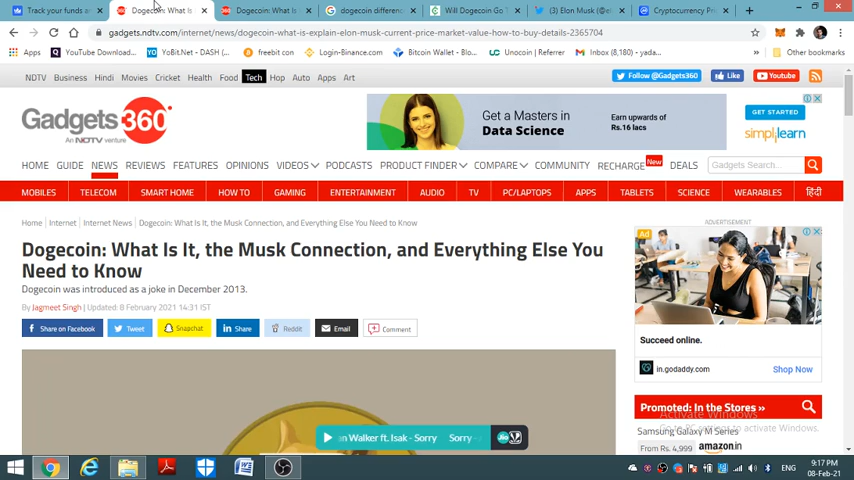 Track your funds a
Dogecoin: What Is
Dogecoin: What Is
dogecoin differen
Will Dogecoin Go
(3) Elon Musk (@el
Cryptocurrency Pr
gadgets.ndtv.com/internet/news/dogecoin-what-is-explain-elon-musk-current-price-market-value-how-to-buy-details-2365704
Apps
YouTube Download...
YoBit.Net - DASH (...
freebit con
Login-Binance.com
Bitcoin Wallet - Blo...
Unocoin | Referrer
Inbox (8,180) - yada...
Other bookmarks
NDTV Business Hindi Movies Cricket Health Food Tech Hop Auto Apps Art
Follow @Gadgets360
Like
Youtube
Gadgets 360
An NDTV venture
Get a Masters in
Data Science
Earn upwards of
Rs.16 lacs
GET STARTED
simplilearn
HOME GUIDE NEWS REVIEWS FEATURES OPINIONS VIDEOS PODCASTS PRODUCT FINDER COMPARE COMMUNITY RECHARGE New DEALS
Gadgets Search...
MOBILES TELECOM SMART HOME HOW TO GAMING ENTERTAINMENT AUDIO TV PC/LAPTOPS APPS TABLETS SCIENCE WEARABLES हिंदी
Home Internet Internet News Dogecoin: What Is It, the Musk Connection, and Everything Else You Need to Know
ADVERTISEMENT
Dogecoin: What Is It, the Musk Connection, and Everything Else You
Need to Know
Dogecoin was introduced as a joke in December 2013.
By Jagmeet Singh | Updated: 8 February 2021 14:31 IST
Share on Facebook
Tweet
Snapchat
Share
Reddit
Email
Comment
Ad
Succeed online.
in.godaddy.com
Shop Now
Promoted: In the Stores »
Activate Windows
Go to PC settings to activate Windows.
Samsung Galaxy M Series
From Rs. 4,999
amazon.in
an Walker ft. Isak - Sorry
Sorry
Jio
ENG
9:17 PM
08-Feb-21